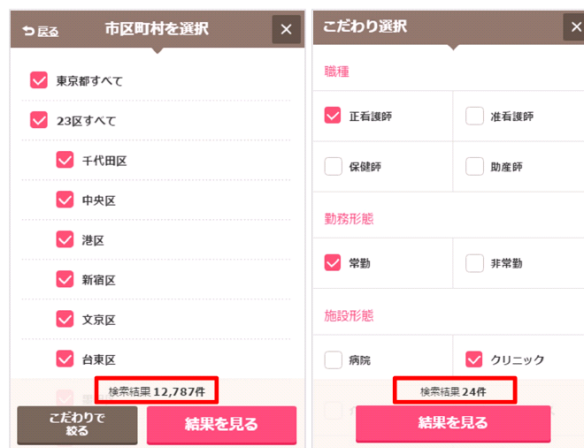 戻る
市区町村を選択
東京都すべて
23区すべて
千代田区
中央区
港区
新宿区
文京区
台東区
検索結果 12,787件
こだわりで
絞る
結果を見る
こだわり選択
職種
正看護師
准看護師
保健師
助産師
勤務形態
常勤
非常勤
施設形態
病院
クリニック
検索結果 24件
結果を見る